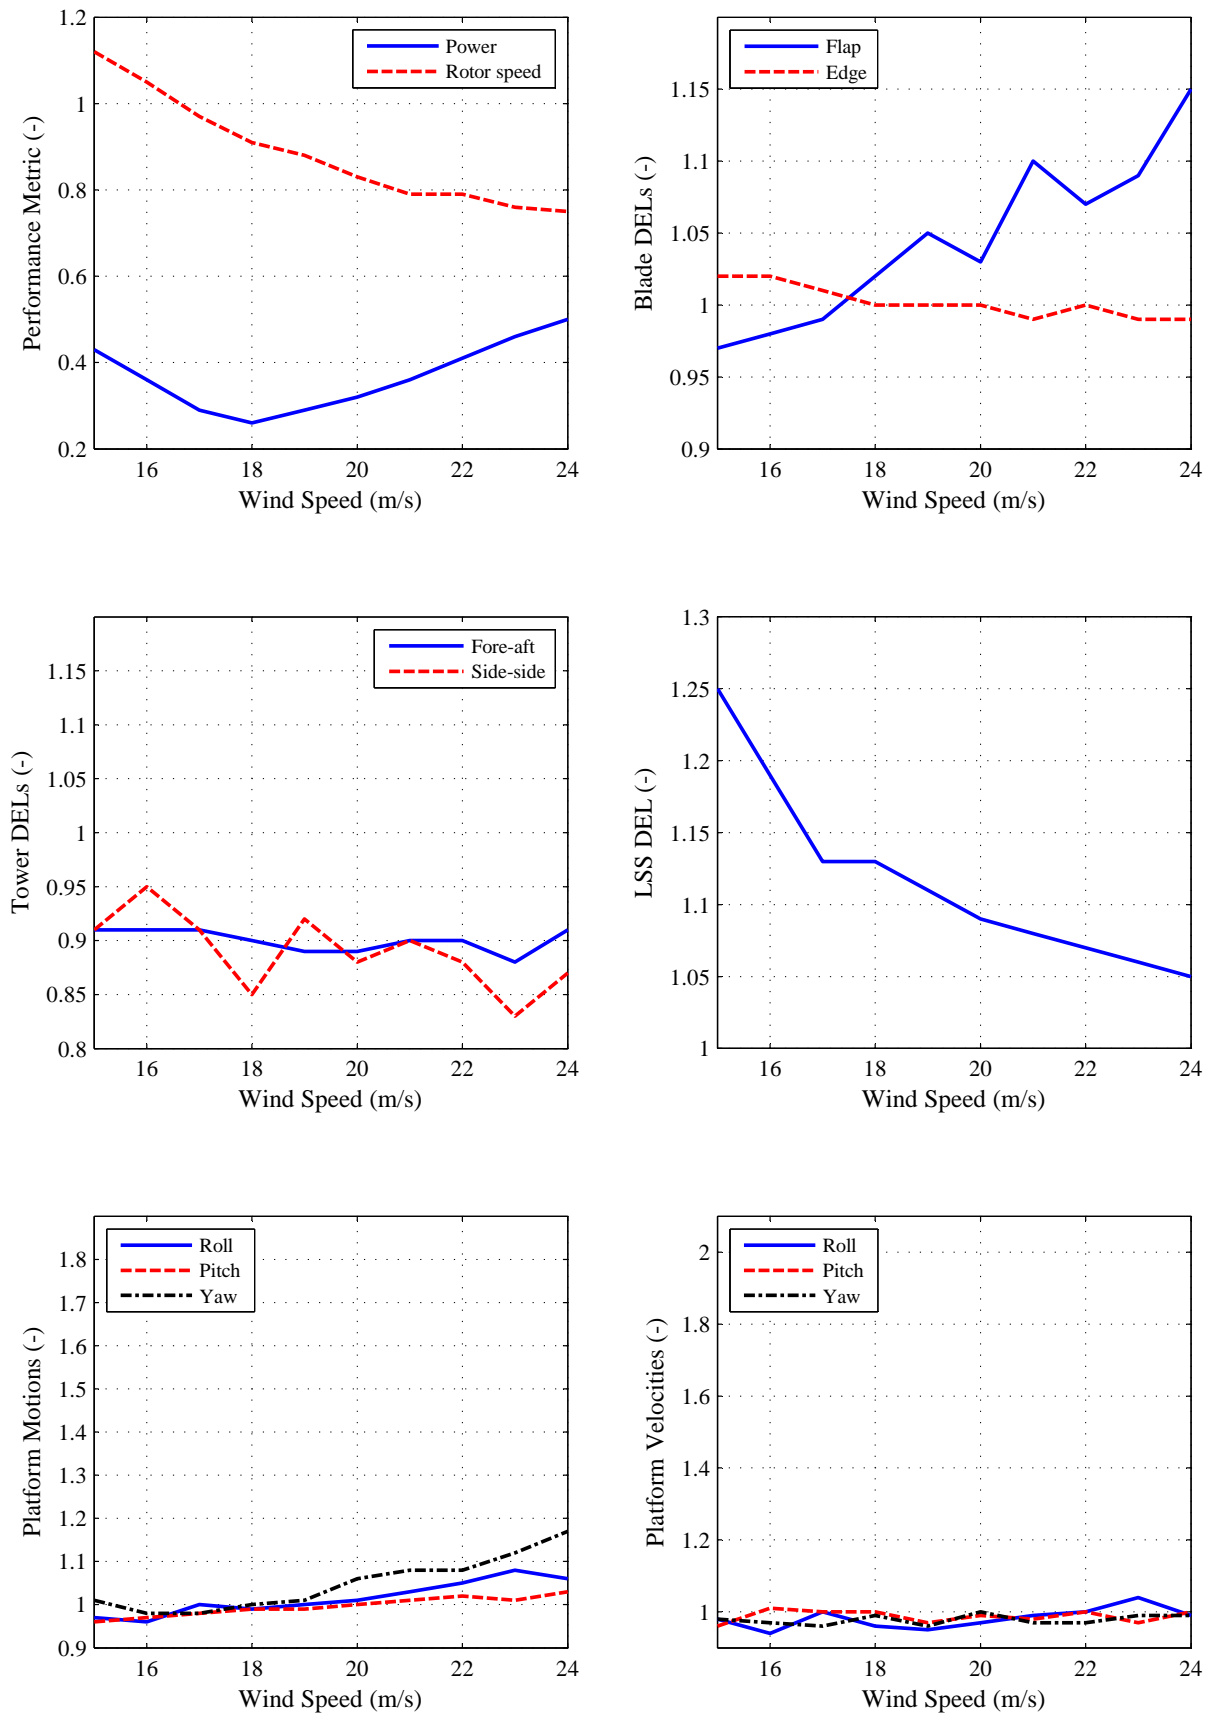 1.2
1
0.8
0.6
0.4
0.2
Performance Metric (-)
Power
Rotor speed
16 18 20 22 24
Wind Speed (m/s)
1.15
1.1
1.05
1
0.95
0.9
Blade DELs (-)
Flap
Edge
16 18 20 22 24
Wind Speed (m/s)
1.15
1.1
1.05
1
0.95
0.9
0.85
0.8
Tower DELs (-)
Fore-aft
Side-side
16 18 20 22 24
Wind Speed (m/s)
1.3
1.25
1.2
1.15
1.1
1.05
1
LSS DEL (-)
16 18 20 22 24
Wind Speed (m/s)
1.8
1.7
1.6
1.5
1.4
1.3
1.2
1.1
1
0.9
Platform Motions (-)
Roll
Pitch
Yaw
16 18 20 22 24
Wind Speed (m/s)
2
1.8
1.6
1.4
1.2
1
Platform Velocities (-)
Roll
Pitch
Yaw
16 18 20 22 24
Wind Speed (m/s)